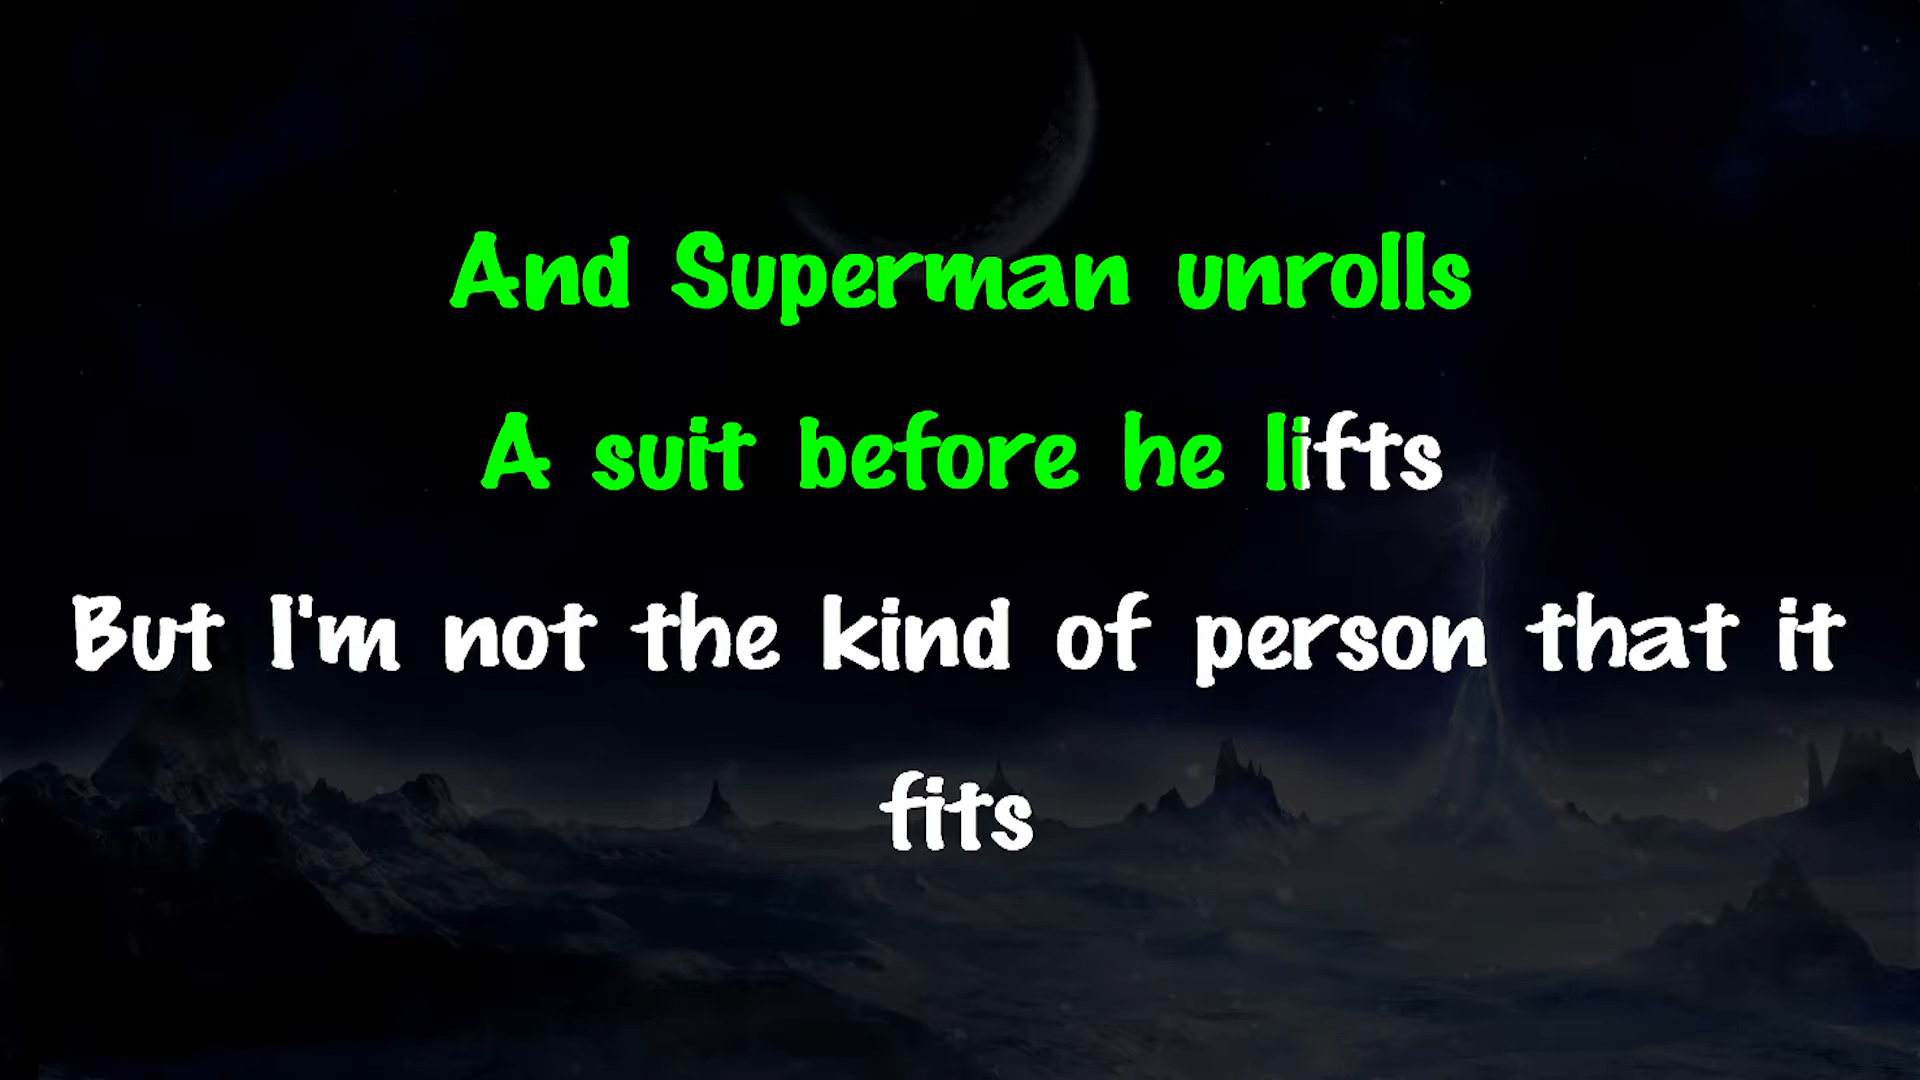 And Superman unrolls
A suit before he lifts
But I'm not the kind of person that it
fits